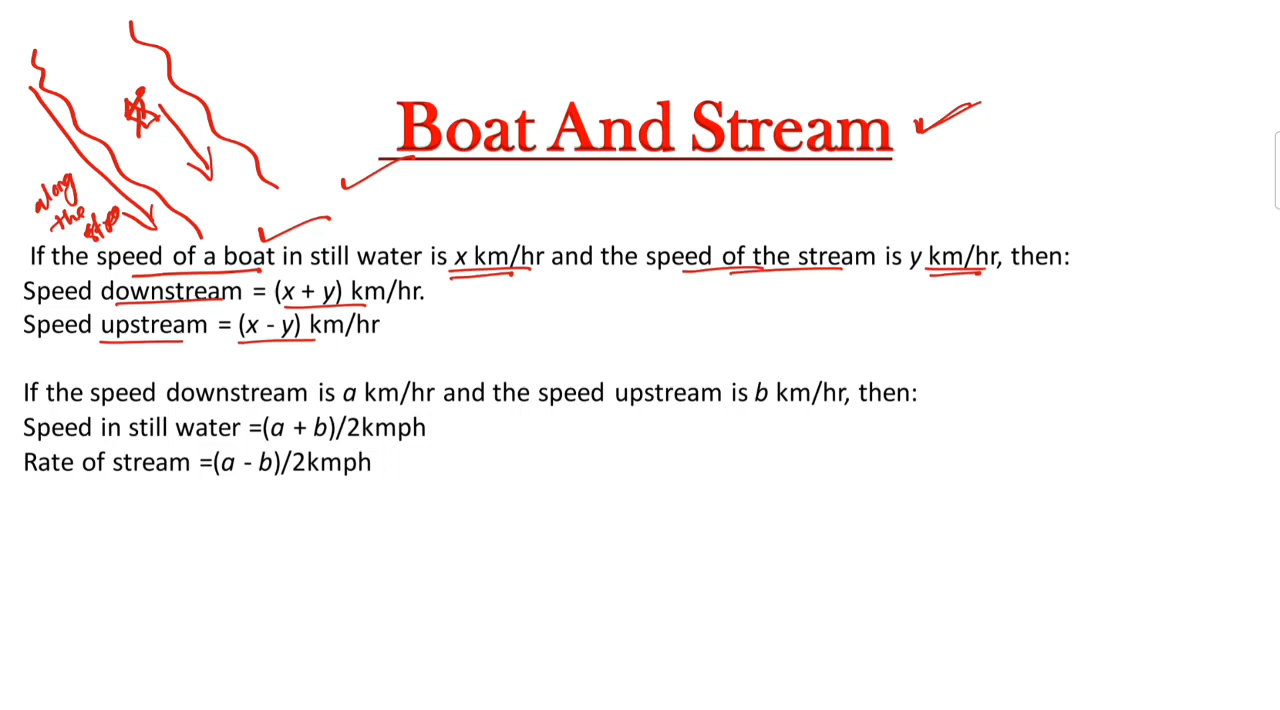 Boat And Stream
along
the
If the speed of a boat in still water is x km/hr and the speed of the stream is y km/hr, then:
Speed downstream = (x + y) km/hr.
Speed upstream = (x - y) km/hr
If the speed downstream is a km/hr and the speed upstream is b km/hr, then:
Speed in still water =(a + b)/2kmph
Rate of stream =(a - b)/2kmph